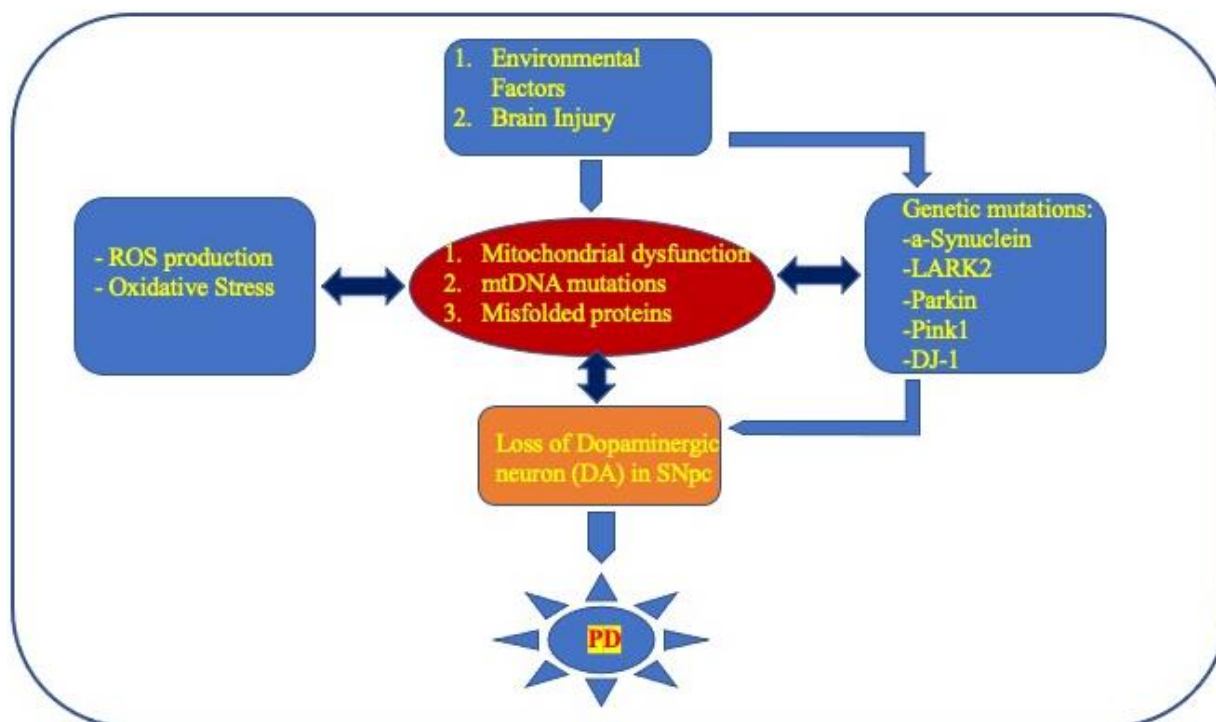 1. Environmental
Factors
2. Brain Injury
- ROS production
- Oxidative Stress
1. Mitochondrial dysfunction
2. mtDNA mutations
3. Misfolded proteins
Genetic mutations:
-a-Synuclein
-LARK2
-Parkin
-Pink1
-DJ-1
Loss of Dopaminergic
neuron (DA) in SNpc
PD